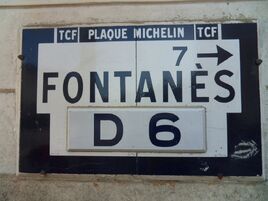 TCF PLAQUE MICHELIN TCF
7 →
FONTANÈS
D 6